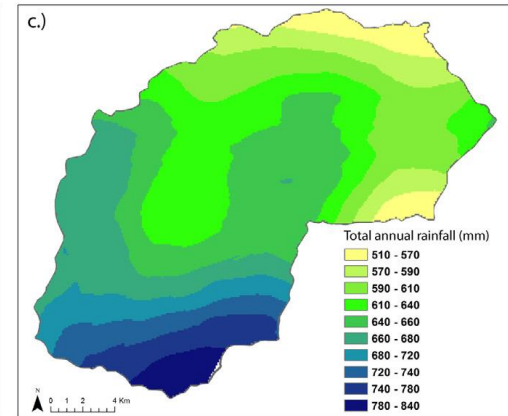 c.)
Total annual rainfall (mm)
510 - 570
570 - 590
590 - 610
610 - 640
640 - 660
660 - 680
680 - 720
720 - 740
740 - 780
780 - 840
N
0 1 2 4 Km